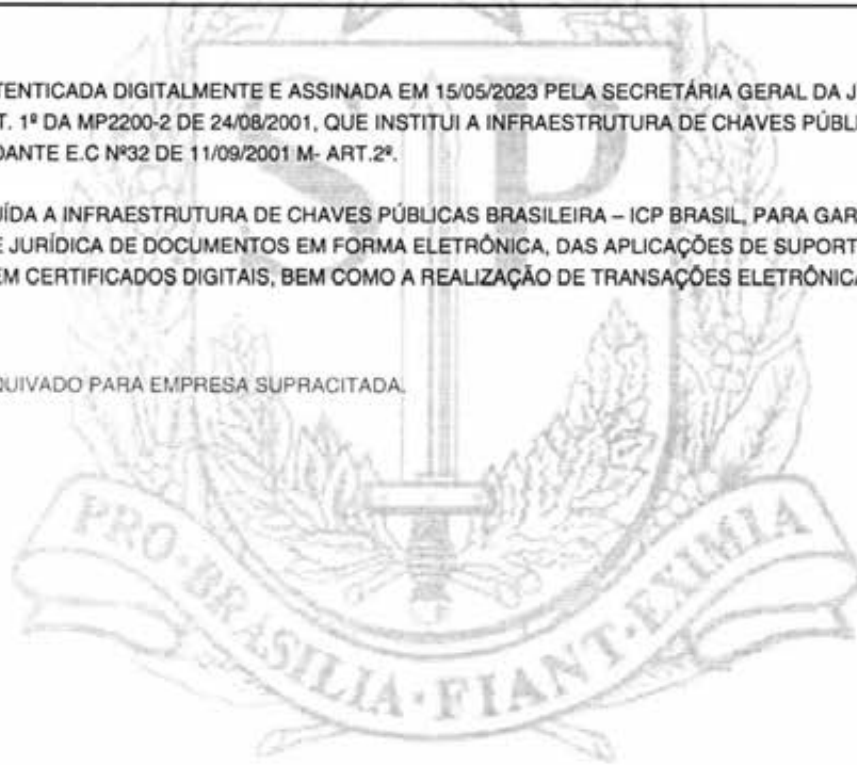 TENTICADA DIGITALMENTE E ASSINADA EM 15/05/2023 PELA SECRETÁRIA GERAL DA J
T. 1º DA MP2200-2 DE 24/08/2001, QUE INSTITUI A INFRAESTRUTURA DE CHAVES PÚBLI
DANTE E.C Nº32 DE 11/09/2001 M- ART.2º.
UÍDA A INFRAESTRUTURA DE CHAVES PÚBLICAS BRASILEIRA – ICP BRASIL, PARA GAR
E JURÍDICA DE DOCUMENTOS EM FORMA ELETRÔNICA, DAS APLICAÇÕES DE SUPORT
EM CERTIFICADOS DIGITAIS, BEM COMO A REALIZAÇÃO DE TRANSAÇÕES ELETRÔNICA
QUIVADO PARA EMPRESA SUPRACITADA.
SP
PRO·BRASILIA·FIANT·EXIMIA